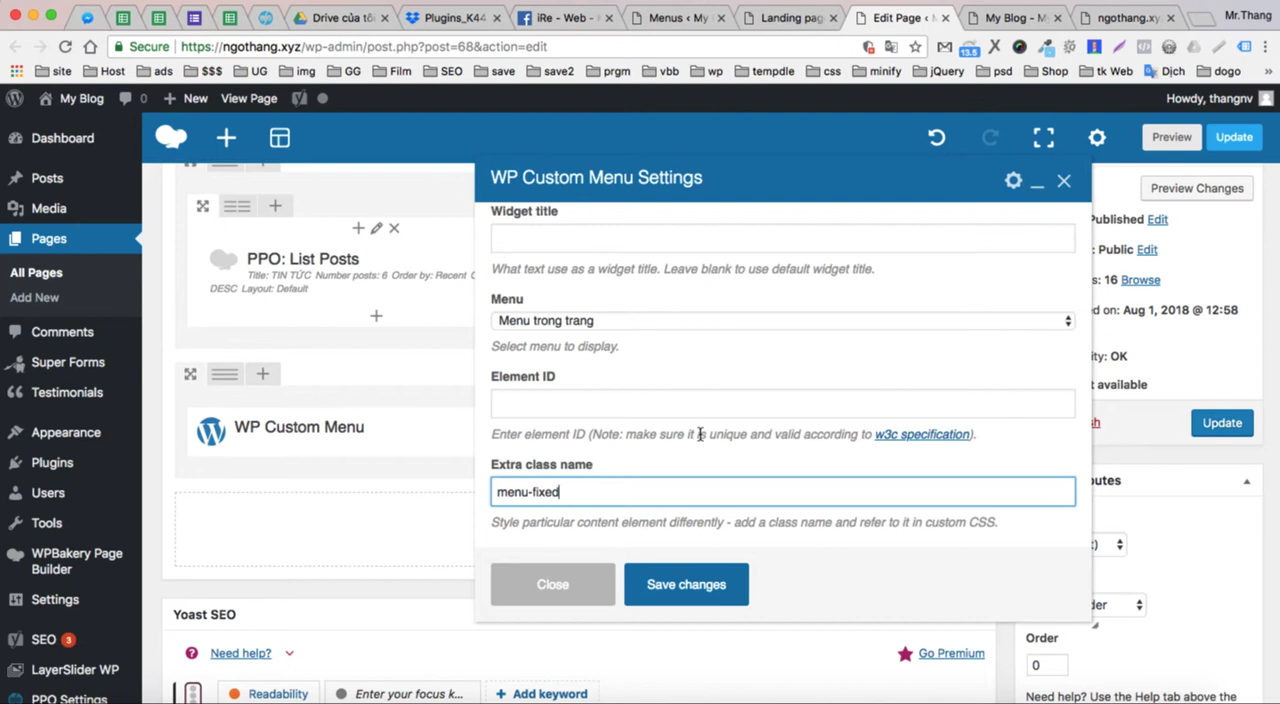 Drive của tôi
Plugins_K44
iRe - Web -
Menus ‹ My
Landing page
Edit Page ‹ M
My Blog - M
ngothang.xyz
Mr.Thang
Secure https://ngothang.xyz/wp-admin/post.php?post=68&action=edit
13.5
site Host ads $$$ UG img GG Film SEO save save2 prgm vbb wp tempdle css minify jQuery psd Shop tk Web Dịch dogo »
My Blog 0 New View Page Howdy, thangnv
Dashboard
Posts
Media
Pages
All Pages
Add New
Comments
Super Forms
Testimonials
Appearance
Plugins
Users
Tools
WPBakery Page
Builder
Settings
SEO 3
LayerSlider WP
PPO Settings
Preview Update
PPO: List Posts
Title: TIN TỨC Number posts: 6 Order by: Recent
DESC Layout: Default
WP Custom Menu
WP Custom Menu Settings
Widget title
What text use as a widget title. Leave blank to use default widget title.
Menu
Menu trong trang
Select menu to display.
Element ID
Enter element ID (Note: make sure it is unique and valid according to w3c specification).
Extra class name
menu-fixed
Style particular content element differently - add a class name and refer to it in custom CSS.
Close Save changes
Preview Changes
Published Edit
: Public Edit
s: 16 Browse
d on: Aug 1, 2018 @ 12:58
ity: OK
t available
Update
butes
Order
0
Need help? Use the Help tab above the
Yoast SEO
Need help? Go Premium
Readability Enter your focus k... Add keyword